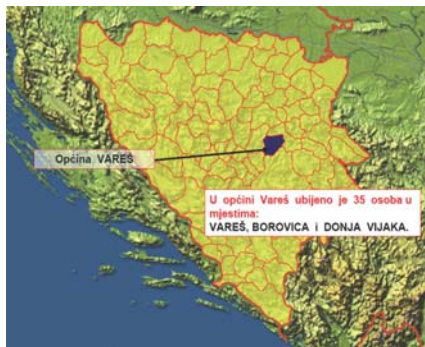 Općina VAREŠ
U općini Vareš ubijeno je 35 osoba u
mjestima:
VAREŠ, BOROVICA i DONJA VIJAKA.